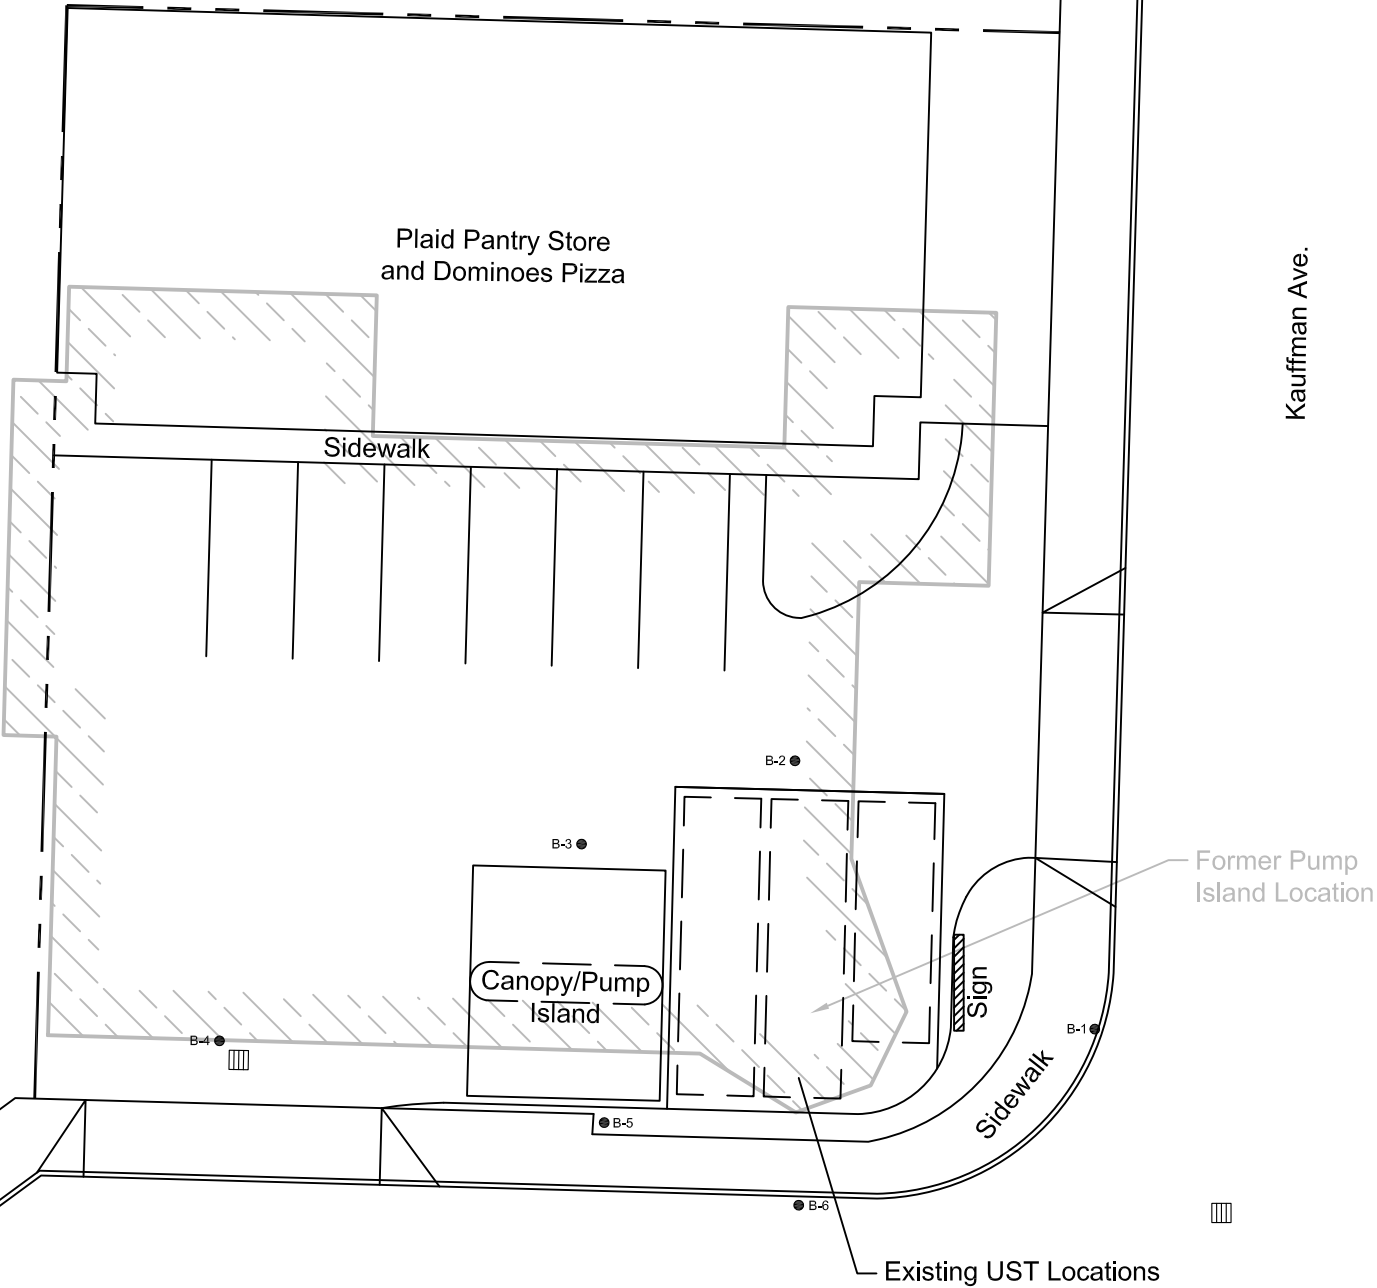 Plaid Pantry Store
and Dominoes Pizza
Kauffman Ave.
Sidewalk
B-2
B-3
Former Pump
Island Location
Canopy/Pump
Island
Sign
B-1
B-4
Sidewalk
B-5
B-6
Existing UST Locations